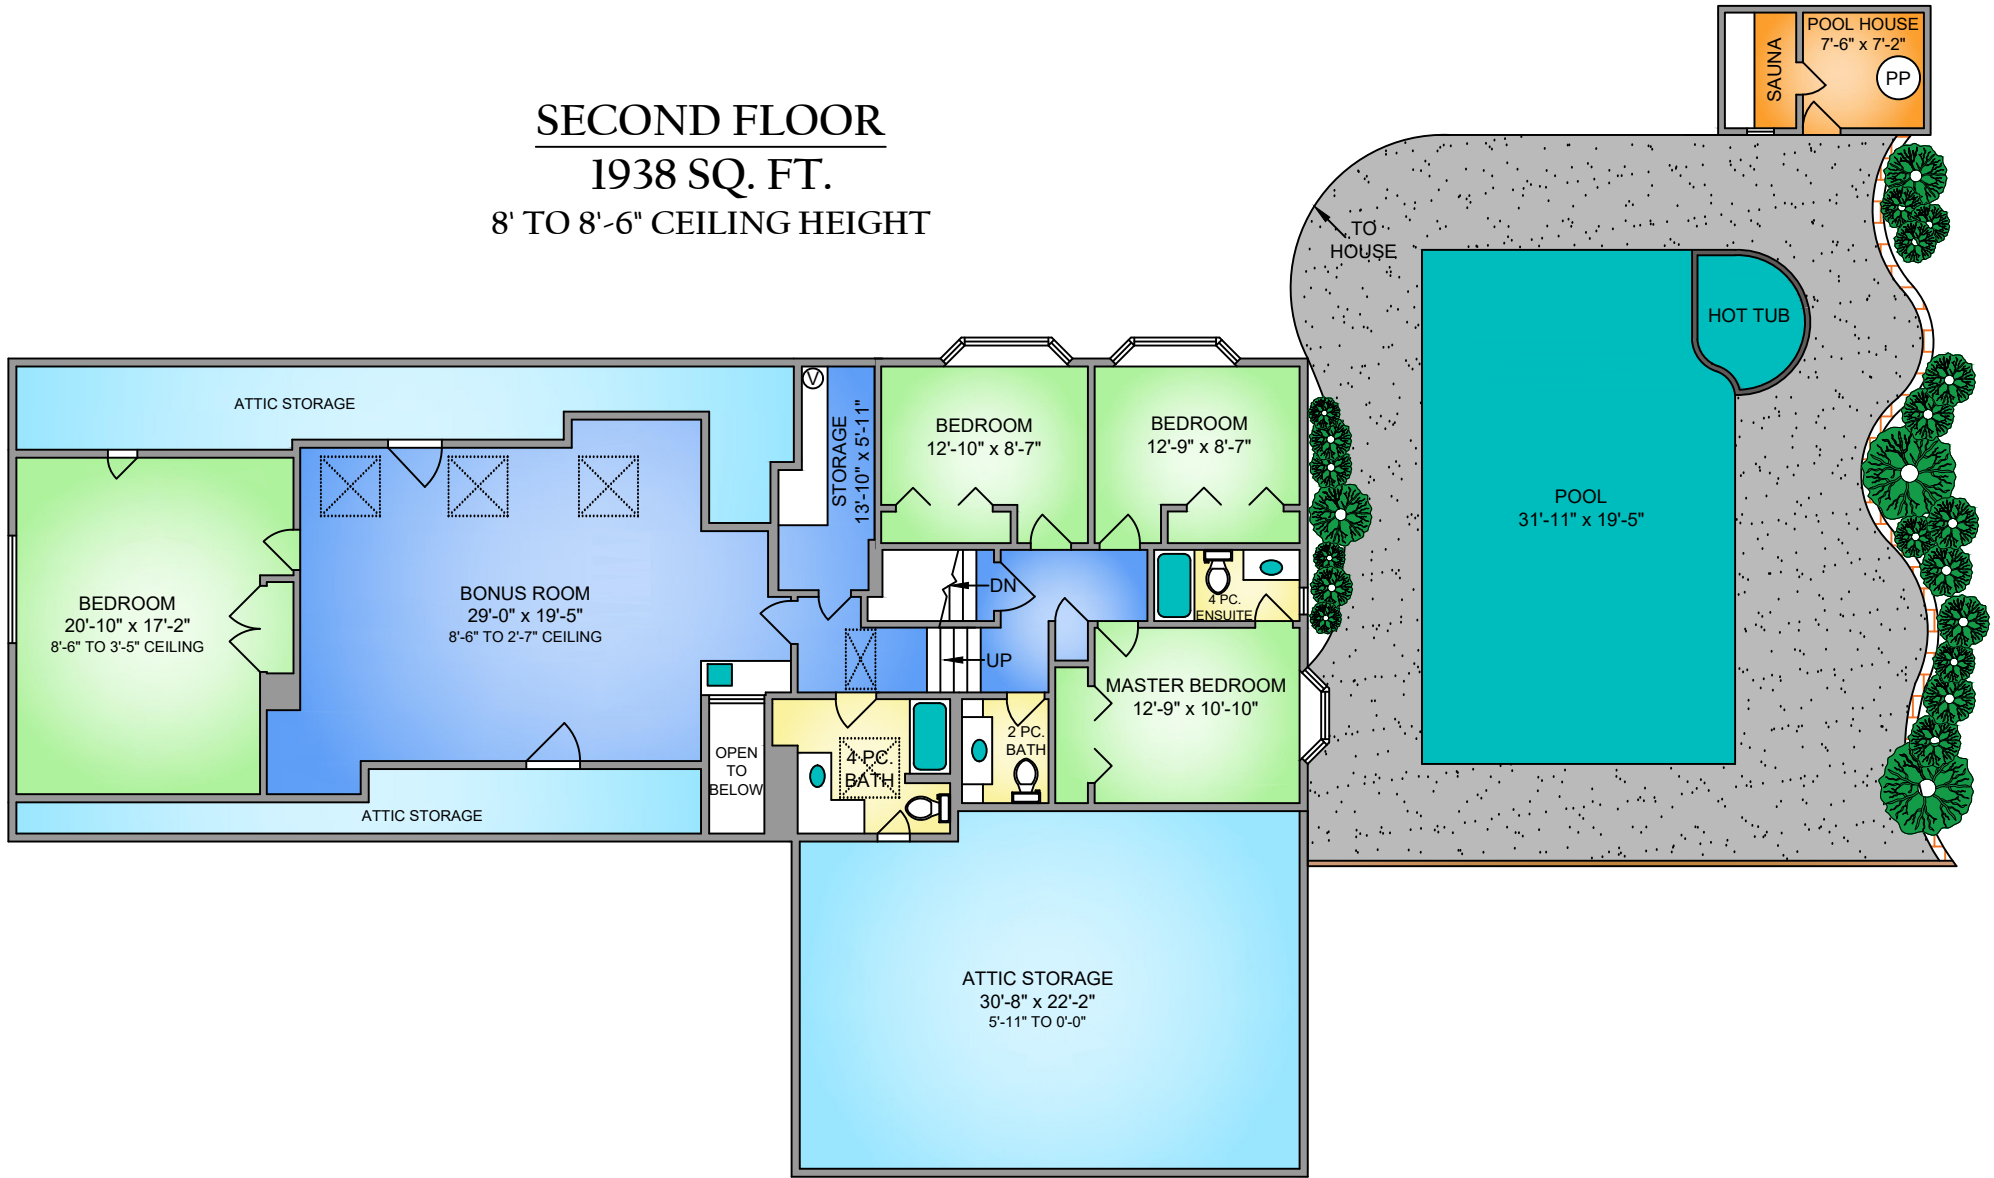 SECOND FLOOR
1938 SQ. FT.
8' TO 8'-6" CEILING HEIGHT
SAUNA
POOL HOUSE
7'-6" x 7'-2"
PP
TO
HOUSE
HOT TUB
POOL
31'-11" x 19'-5"
ATTIC STORAGE
V
STORAGE
13'-10" x 5'-11"
BEDROOM
12'-10" x 8'-7"
BEDROOM
12'-9" x 8'-7"
BEDROOM
20'-10" x 17'-2"
8'-6" TO 3'-5" CEILING
BONUS ROOM
29'-0" x 19'-5"
8'-6" TO 2'-7" CEILING
DN
UP
4 PC.
ENSUITE
MASTER BEDROOM
12'-9" x 10'-10"
OPEN
TO
BELOW
4 PC.
BATH
2 PC.
BATH
ATTIC STORAGE
ATTIC STORAGE
30'-8" x 22'-2"
5'-11" TO 0'-0"